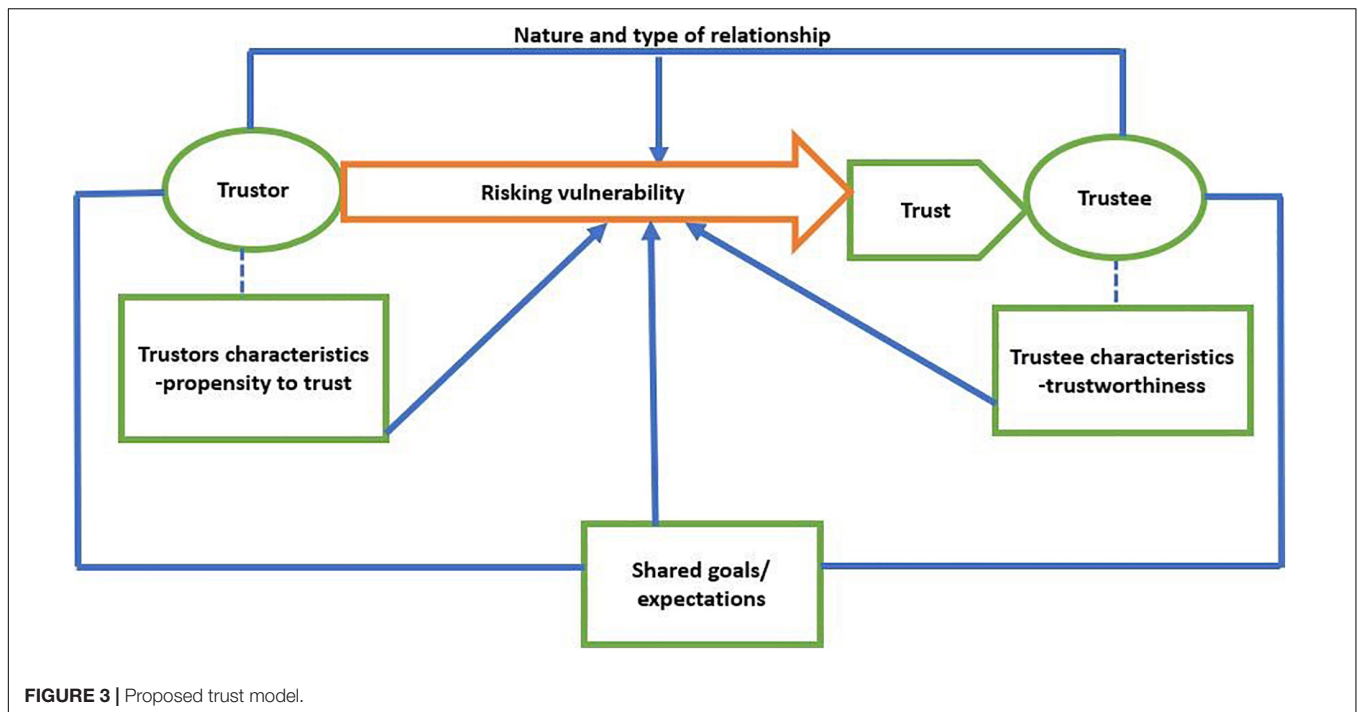 Nature and type of relationship
Trustor
Risking vulnerability
Trust
Trustee
Trustors characteristics
-propensity to trust
Trustee characteristics
-trustworthiness
Shared goals/
expectations
FIGURE 3 | Proposed trust model.